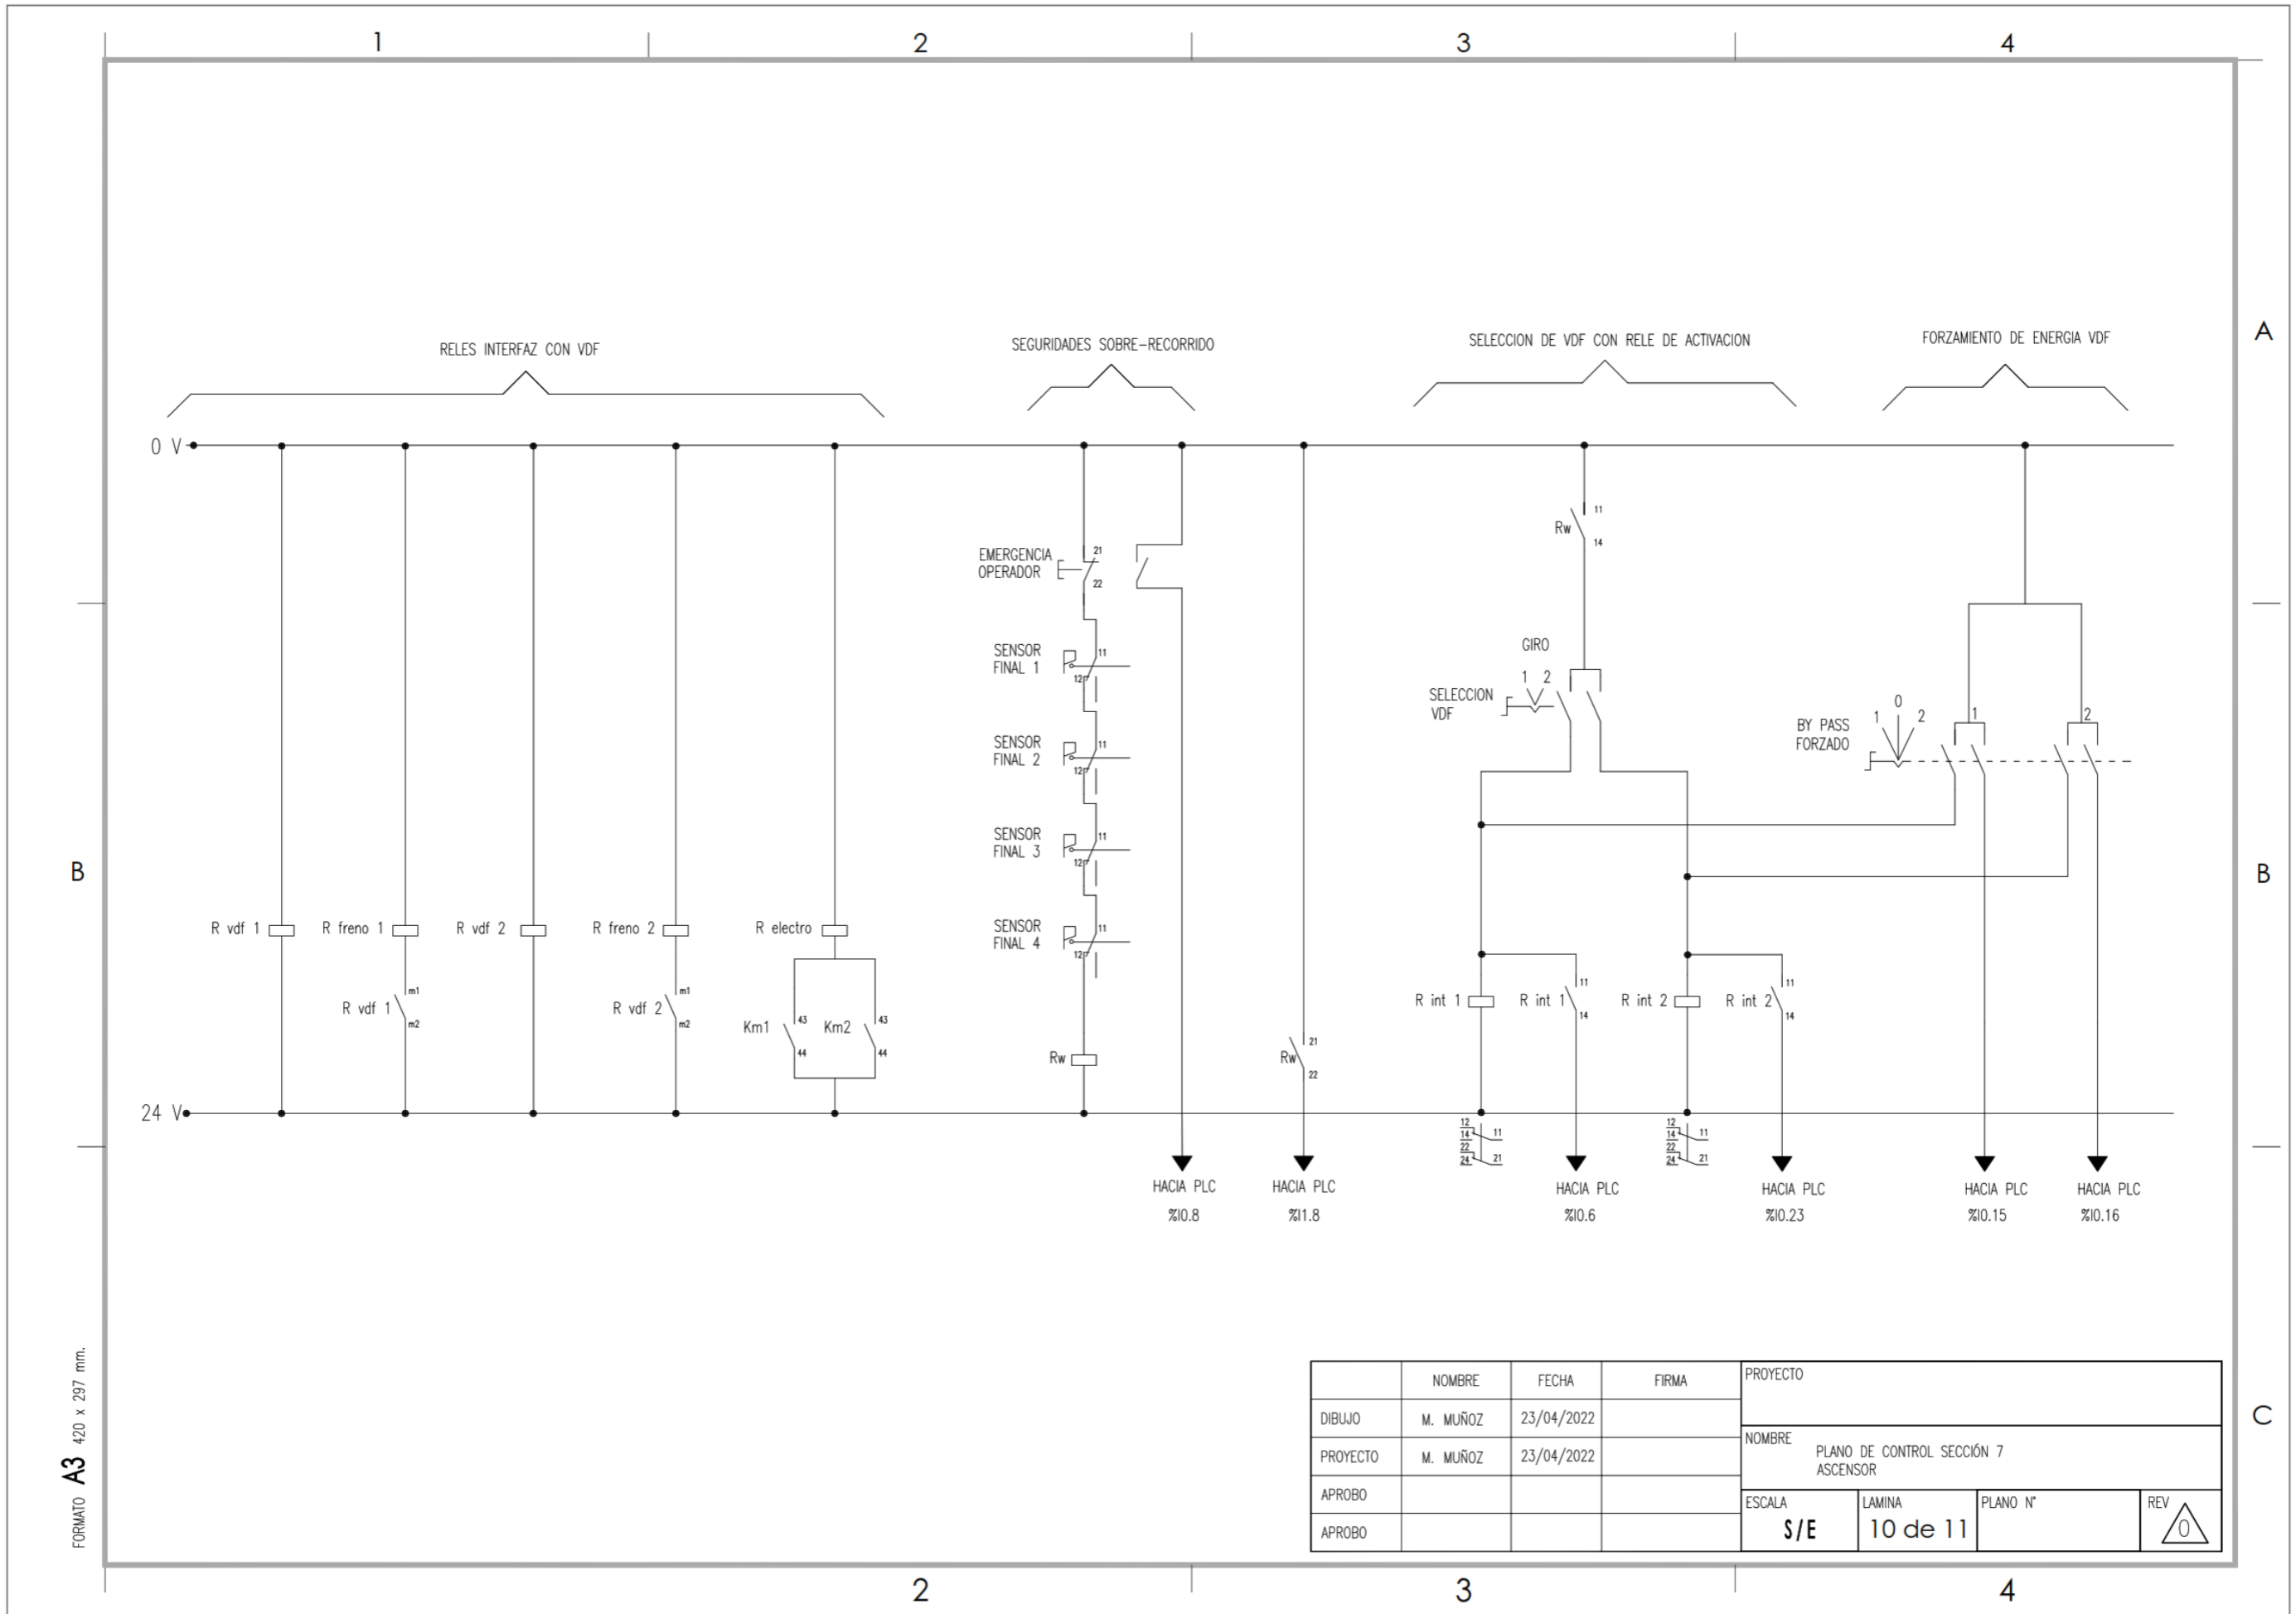 1
2
3
4
A
RELES INTERFAZ CON VDF
SEGURIDADES SOBRE-RECORRIDO
SELECCION DE VDF CON RELE DE ACTIVACION
FORZAMIENTO DE ENERGIA VDF
0 V
11
Rw
14
EMERGENCIA
OPERADOR
21
22
SENSOR
FINAL 1
11
12
GIRO
1 2
SELECCION
VDF
SENSOR
FINAL 2
11
12
BY PASS
FORZADO
1
0
2
1
2
SENSOR
FINAL 3
11
12
B
B
R vdf 1
R freno 1
R vdf 2
R freno 2
R electro
SENSOR
FINAL 4
11
12
R vdf 1
m1
m2
R vdf 2
m1
m2
Km1
43
44
Km2
43
44
R int 1
R int 1
11
14
R int 2
R int 2
11
14
Rw
Rw
21
22
24 V
12
14
11
22
24
21
12
14
11
22
24
21
HACIA PLC
%I0.8
HACIA PLC
%I1.8
HACIA PLC
%I0.6
HACIA PLC
%I0.23
HACIA PLC
%I0.15
HACIA PLC
%I0.16
FORMATO A3 420 x 297 mm.
NOMBRE FECHA FIRMA
DIBUJO M. MUÑOZ 23/04/2022
PROYECTO M. MUÑOZ 23/04/2022
APROBO
APROBO
PROYECTO
NOMBRE
PLANO DE CONTROL SECCIÓN 7
ASCENSOR
ESCALA
S/E
LAMINA
10 de 11
PLANO N°
REV
0
C
2
3
4